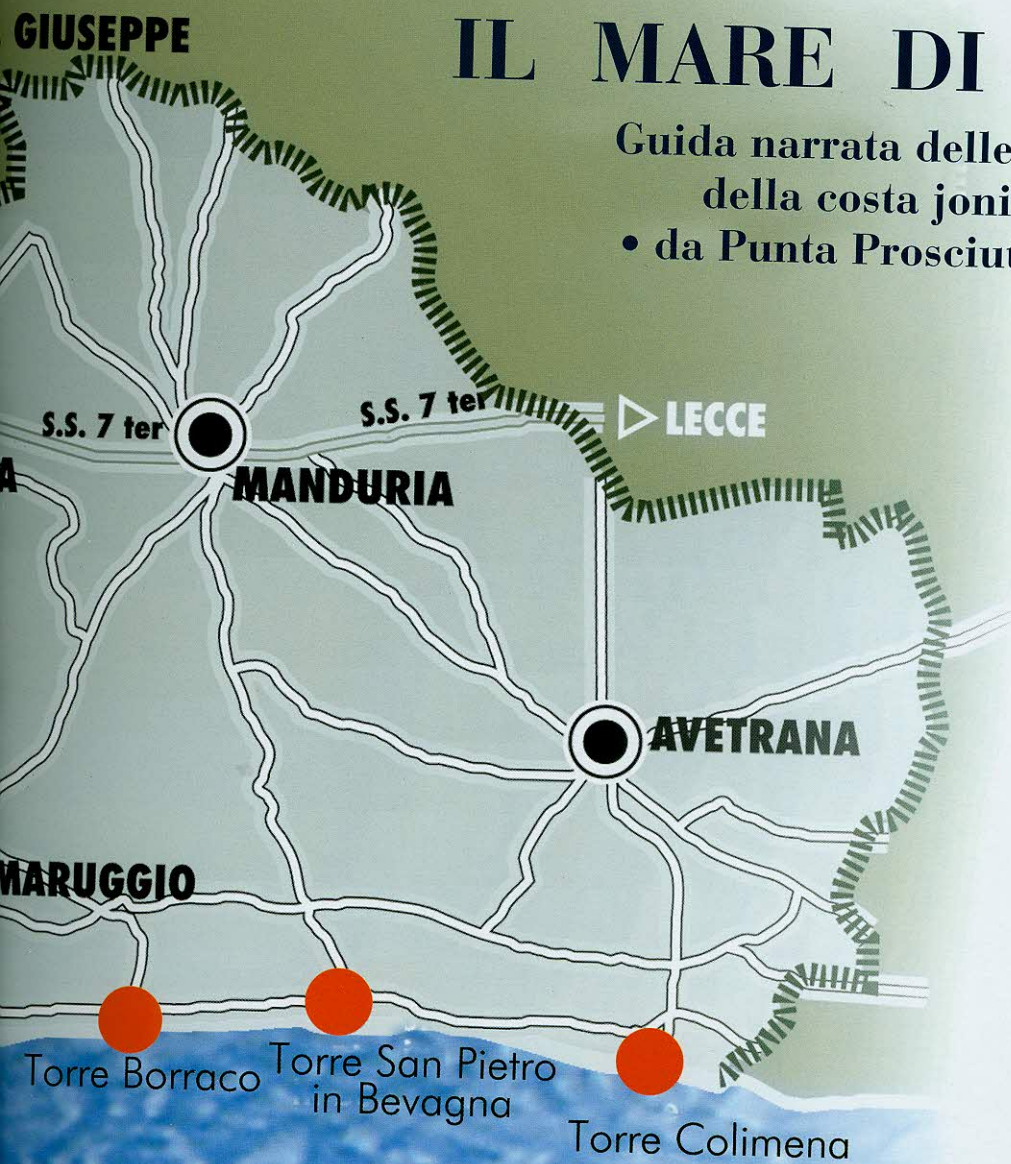 GIUSEPPE
IL MARE DI
Guida narrata delle
della costa joni
• da Punta Prosciut
S.S. 7 ter
S.S. 7 ter
LECCE
A
MANDURIA
AVETRANA
MARUGGIO
Torre Borraco
Torre San Pietro
in Bevagna
Torre Colimena